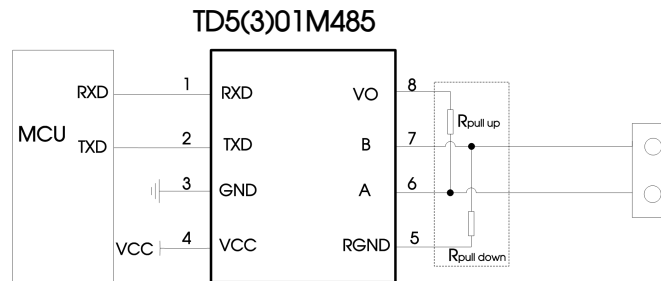 TD5(3)01M485
MCU
RXD
TXD
VCC
1
2
3
4
RXD
TXD
GND
VCC
VO
B
A
RGND
8
7
6
5
Rpull up
Rpull down